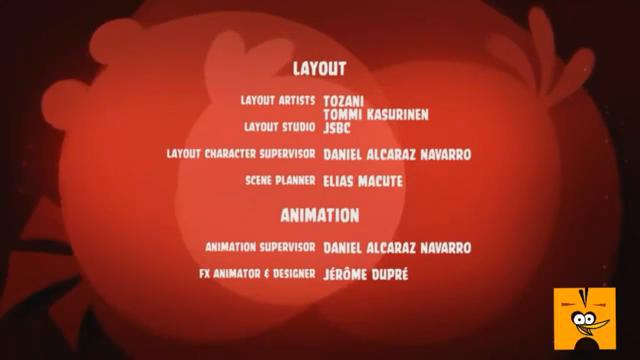 LAYOUT
LAYOUT ARTISTS TOZANI
TOMMI KASURINEN
LAYOUT STUDIO JSBC
LAYOUT CHARACTER SUPERVISOR DANIEL ALCARAZ NAVARRO
SCENE PLANNER ELIAS MACUTE
ANIMATION
ANIMATION SUPERVISOR DANIEL ALCARAZ NAVARRO
FX ANIMATOR & DESIGNER JÉRÔME DUPRÉ